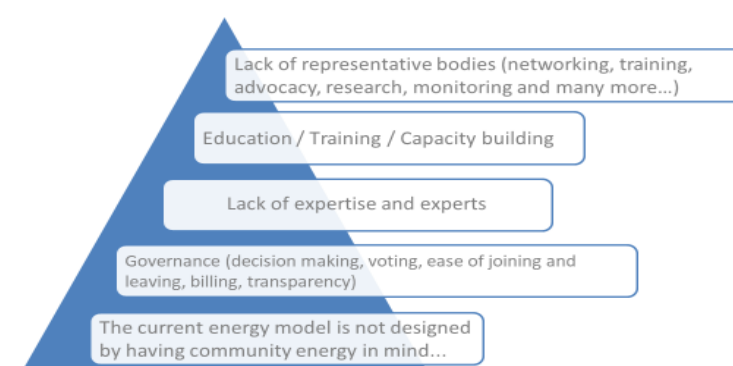 Lack of representative bodies (networking, training,
advocacy, research, monitoring and many more...)
Education / Training / Capacity building
Lack of expertise and experts
Governance (decision making, voting, ease of joining and
leaving, billing, transparency)
The current energy model is not designed
by having community energy in mind...